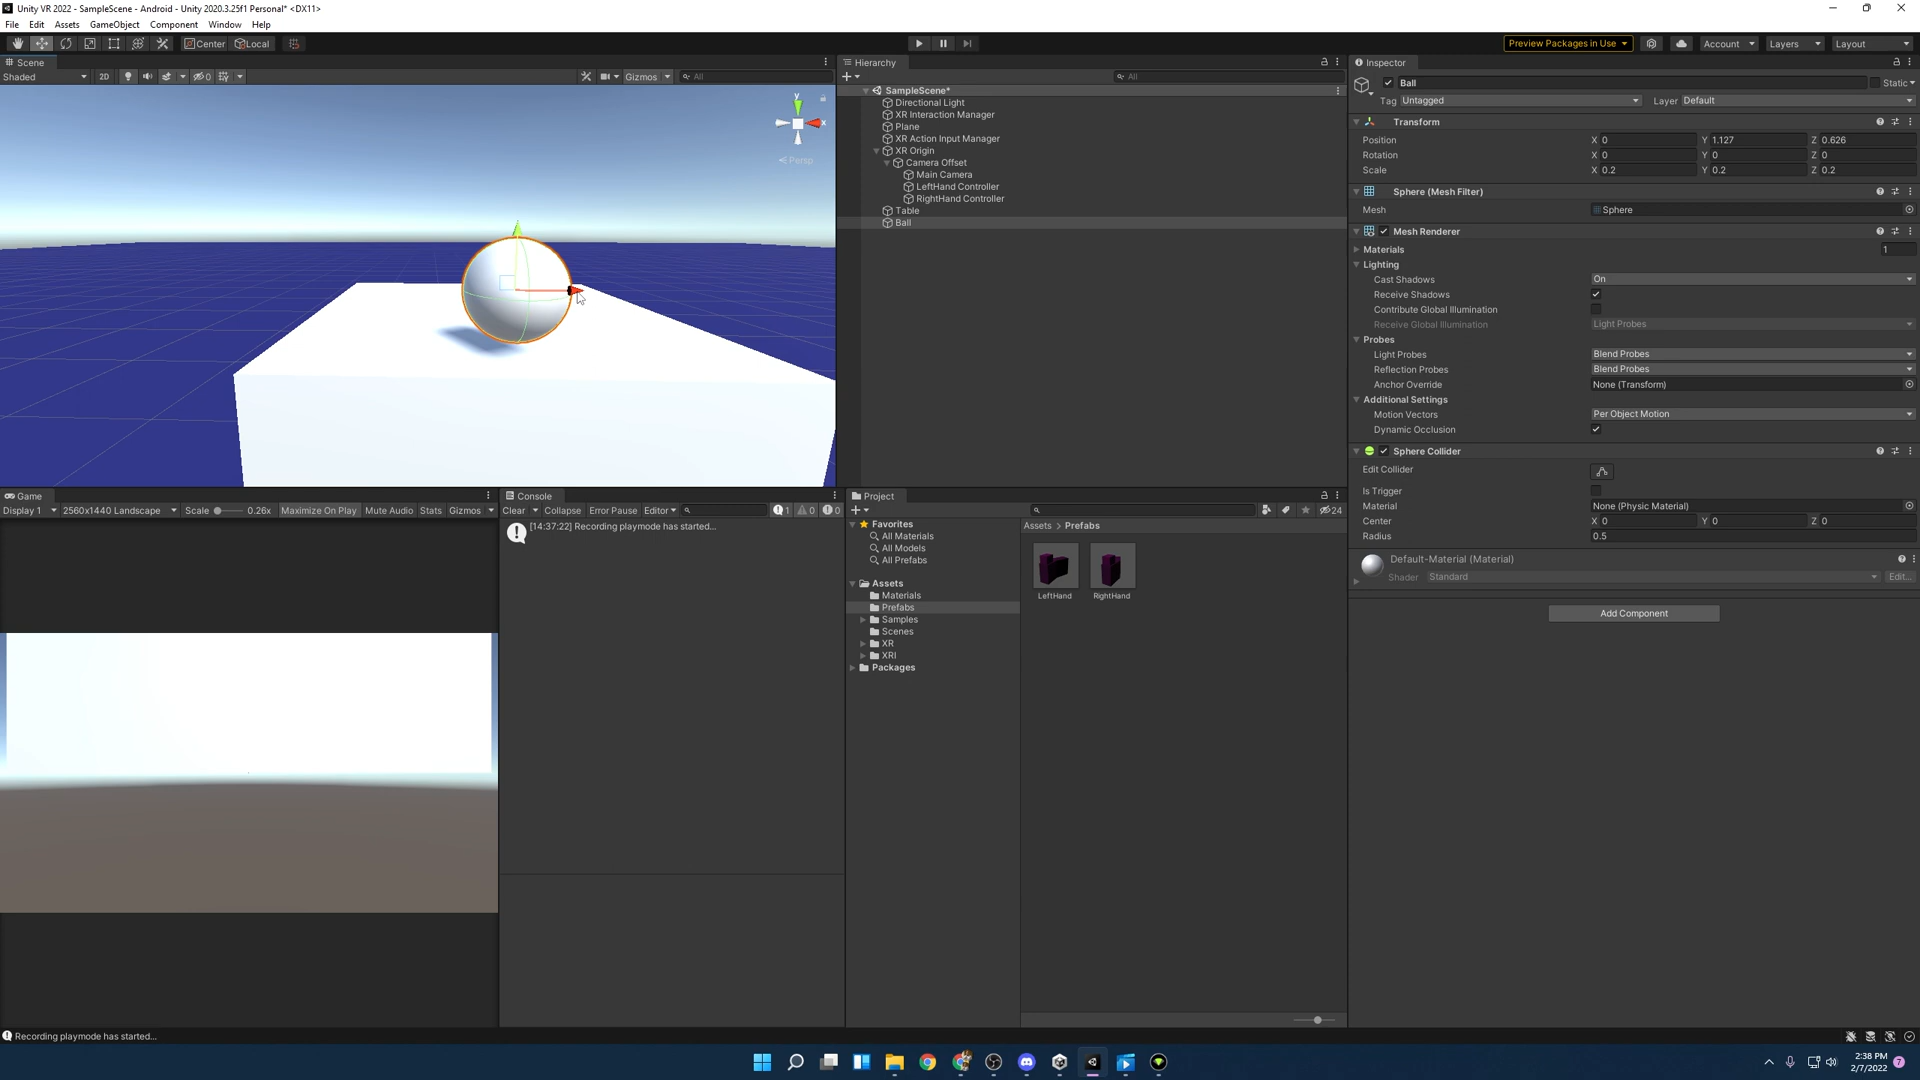 Unity VR 2022 - SampleScene - Android - Unity 2020.3.25f1 Personal* <DX11>
File Edit Assets GameObject Component Window Help
Center Local
Preview Packages in Use Account Layers Layout
Scene
Shaded 2D 0 Gizmos All
y
x
Persp
Hierarchy
All
SampleScene*
Directional Light
XR Interaction Manager
Plane
XR Action Input Manager
XR Origin
Camera Offset
Main Camera
LeftHand Controller
RightHand Controller
Table
Ball
Inspector
Ball Static
Tag Untagged Layer Default
Transform
Position X 0 Y 1.127 Z 0.626
Rotation X 0 Y 0 Z 0
Scale X 0.2 Y 0.2 Z 0.2
Sphere (Mesh Filter)
Mesh Sphere
Mesh Renderer
Materials 1
Lighting
Cast Shadows On
Receive Shadows
Contribute Global Illumination
Receive Global Illumination Light Probes
Probes
Light Probes Blend Probes
Reflection Probes Blend Probes
Anchor Override None (Transform)
Additional Settings
Motion Vectors Per Object Motion
Dynamic Occlusion
Sphere Collider
Edit Collider
Is Trigger
Material None (Physic Material)
Center X 0 Y 0 Z 0
Radius 0.5
Default-Material (Material)
Shader Standard Edit...
Add Component
Game
Display 1 2560x1440 Landscape Scale 0.26x Maximize On Play Mute Audio Stats Gizmos
Console
Clear Collapse Error Pause Editor 1 0 0
[14:37:22] Recording playmode has started...
Project
24
Favorites
All Materials
All Models
All Prefabs
Assets
Materials
Prefabs
Samples
Scenes
XR
XRI
Packages
Assets > Prefabs
LeftHand RightHand
Recording playmode has started...
2:38 PM
2/7/2022
7